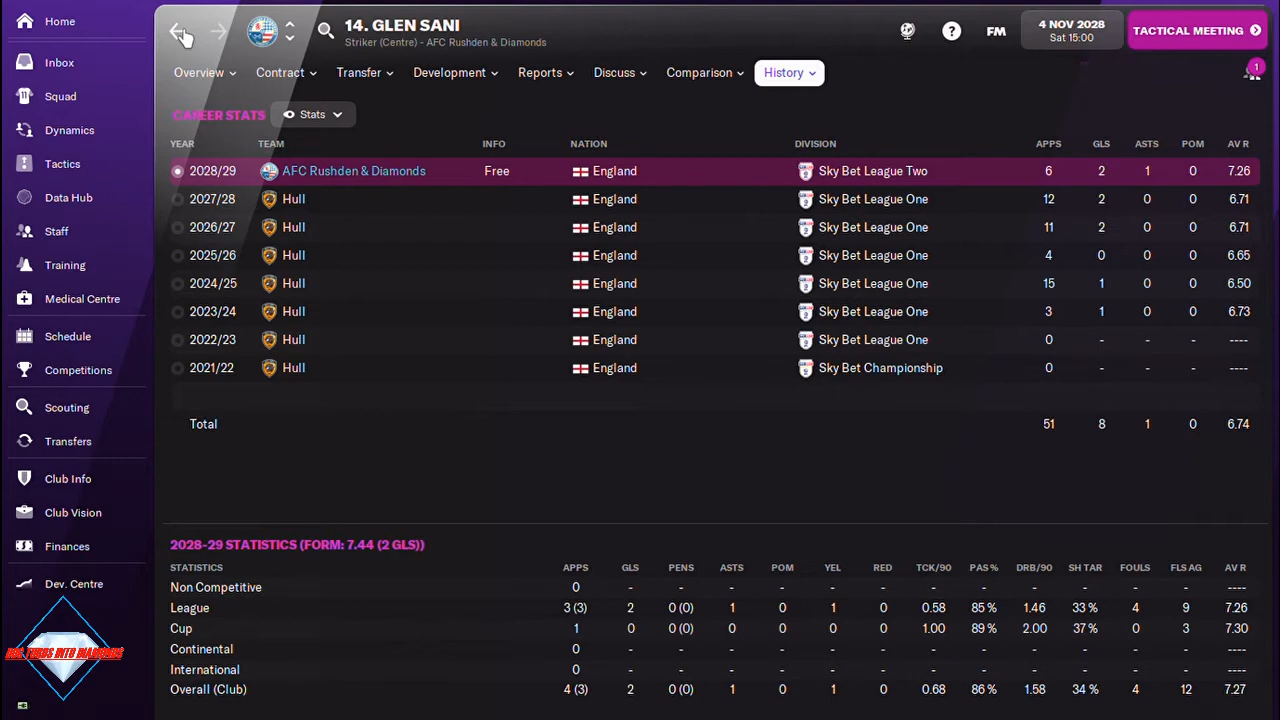 Home
14. GLEN SANI
Striker (Centre) - AFC Rushden & Diamonds
FM
4 NOV 2028
Sat 15:00
TACTICAL MEETING
Inbox
Squad
Dynamics
Tactics
Data Hub
Staff
Training
Medical Centre
Schedule
Competitions
Scouting
Transfers
Club Info
Club Vision
Finances
Dev. Centre
Overview Contract Transfer Development Reports Discuss Comparison History
1
CAREER STATS Stats
YEAR TEAM INFO NATION DIVISION APPS GLS ASTS POM AV R
2028/29 AFC Rushden & Diamonds Free England Sky Bet League Two 6 2 1 0 7.26
2027/28 Hull England Sky Bet League One 12 2 0 0 6.71
2026/27 Hull England Sky Bet League One 11 2 0 0 6.71
2025/26 Hull England Sky Bet League One 4 0 0 0 6.65
2024/25 Hull England Sky Bet League One 15 1 0 0 6.50
2023/24 Hull England Sky Bet League One 3 1 0 0 6.73
2022/23 Hull England Sky Bet League One 0 - - - ----
2021/22 Hull England Sky Bet Championship 0 - - - ----
Total 51 8 1 0 6.74
2028-29 STATISTICS (FORM: 7.44 (2 GLS))
STATISTICS APPS GLS PENS ASTS POM YEL RED TCK/90 PAS % DRB/90 SH TAR FOULS FLS AG AV R
Non Competitive 0 - - - - - - - - - - - - ----
League 3 (3) 2 0 (0) 1 0 1 0 0.58 85 % 1.46 33 % 4 9 7.26
Cup 1 0 0 (0) 0 0 0 0 1.00 89 % 2.00 37 % 0 3 7.30
Continental 0 - - - - - - - - - - - - ----
International 0 - - - - - - - - - - - - ----
Overall (Club) 4 (3) 2 0 (0) 1 0 1 0 0.68 86 % 1.58 34 % 4 12 7.27